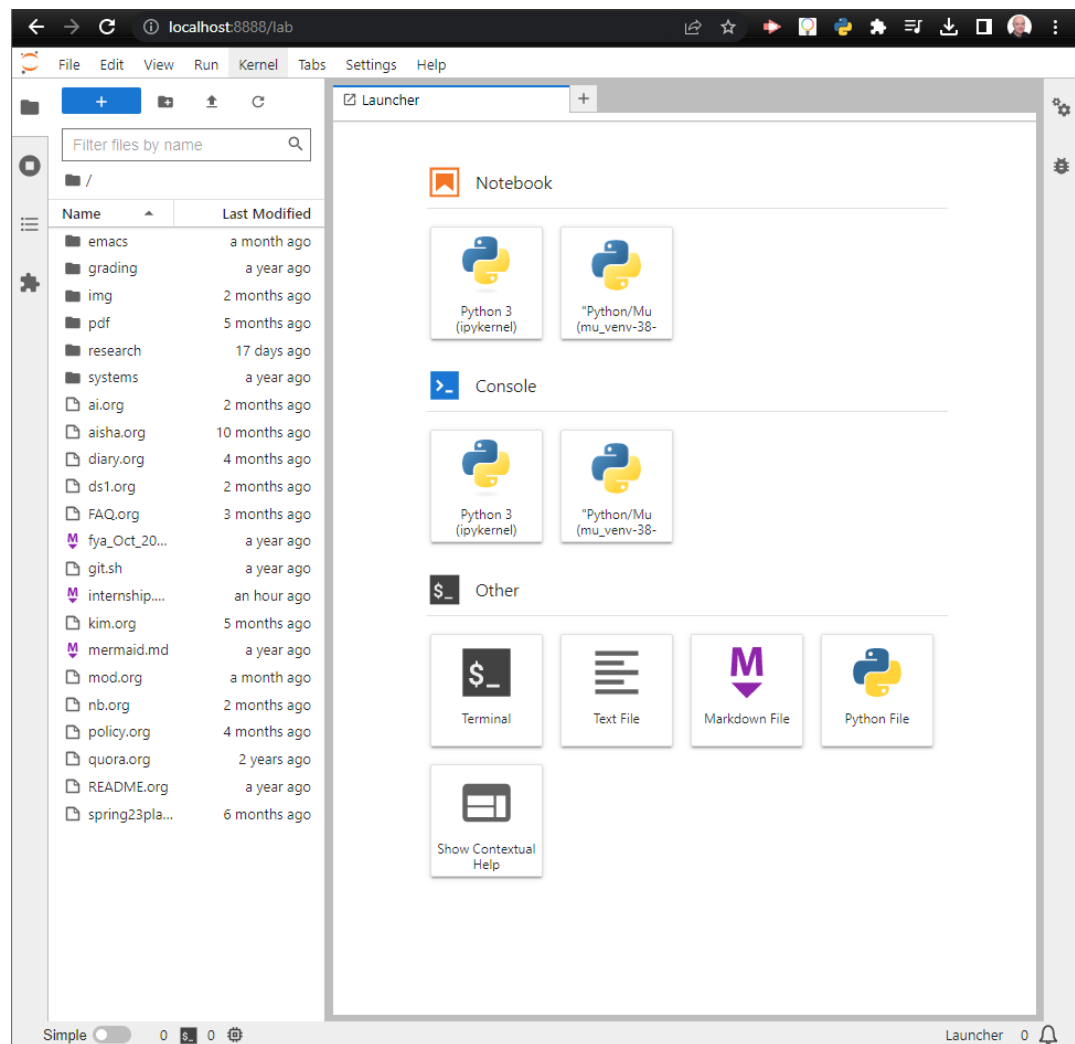 localhost:8888/lab
File Edit View Run Kernel Tabs Settings Help
+
Launcher +
Filter files by name
/
Name Last Modified
emacs a month ago
grading a year ago
img 2 months ago
pdf 5 months ago
research 17 days ago
systems a year ago
ai.org 2 months ago
aisha.org 10 months ago
diary.org 4 months ago
ds1.org 2 months ago
FAQ.org 3 months ago
fya_Oct_20... a year ago
git.sh a year ago
internship.... an hour ago
kim.org 5 months ago
mermaid.md a year ago
mod.org a month ago
nb.org 2 months ago
policy.org 4 months ago
quora.org 2 years ago
README.org a year ago
spring23pla... 6 months ago
Notebook
Python 3
(ipykernel)
"Python/Mu
(mu_venv-38-
Console
Python 3
(ipykernel)
"Python/Mu
(mu_venv-38-
$_ Other
$_
Terminal
Text File
M
Markdown File
Python File
Show Contextual
Help
Simple 0 $_ 0
Launcher 0